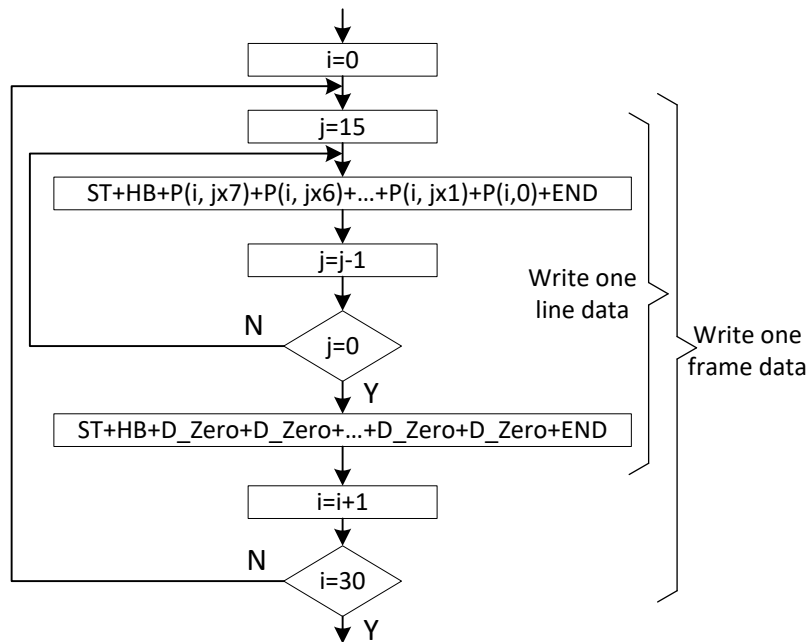 i=0
j=15
ST+HB+P(i, jx7)+P(i, jx6)+...+P(i, jx1)+P(i,0)+END
j=j-1
Write one
line data
N
j=0
Write one
frame data
Y
ST+HB+D_Zero+D_Zero+...+D_Zero+D_Zero+END
i=i+1
N
i=30
Y